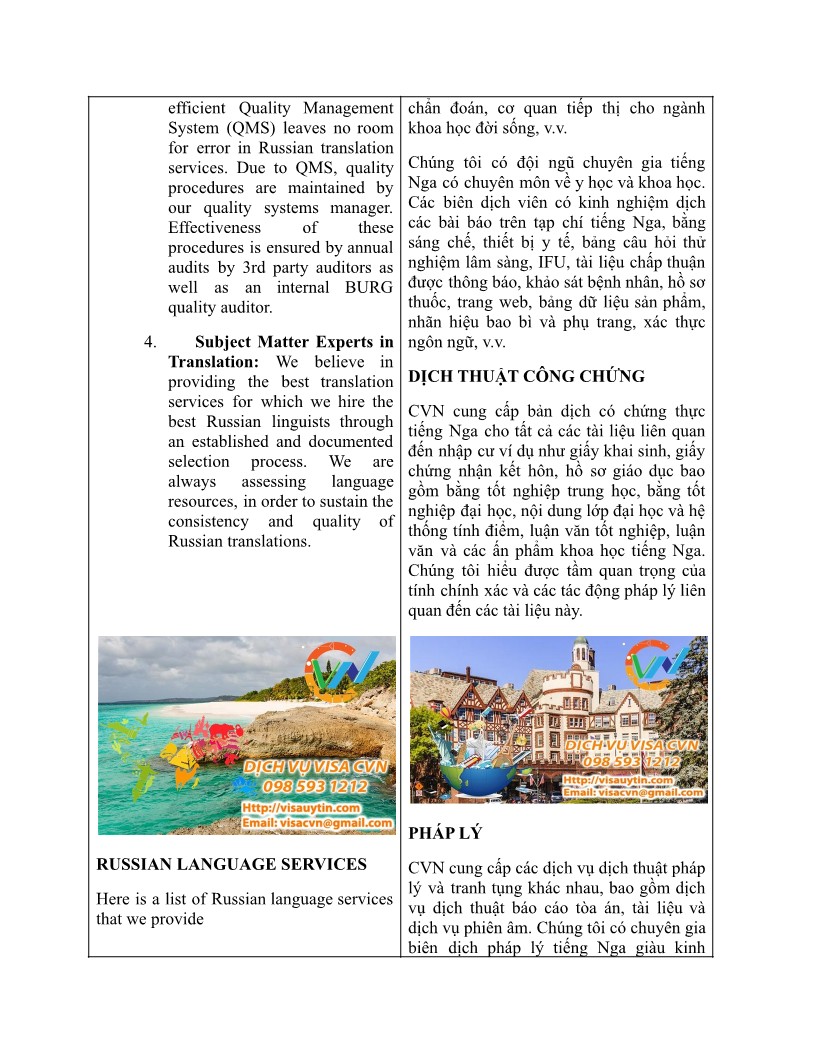 efficient Quality Management
System (QMS) leaves no room
for error in Russian translation
services. Due to QMS, quality
procedures are maintained by
our quality systems manager.
Effectiveness of these
procedures is ensured by annual
audits by 3rd party auditors as
well as an internal BURG
quality auditor.
4. Subject Matter Experts in
Translation: We believe in
providing the best translation
services for which we hire the
best Russian linguists through
an established and documented
selection process. We are
always assessing language
resources, in order to sustain the
consistency and quality of
Russian translations.
CVN
DỊCH VỤ VISA CVN
098 593 1212
Http://visauytin.com
Email: visacvn@gmail.com
RUSSIAN LANGUAGE SERVICES
Here is a list of Russian language services
that we provide
chẩn đoán, cơ quan tiếp thị cho ngành
khoa học đời sống, v.v.
Chúng tôi có đội ngũ chuyên gia tiếng
Nga có chuyên môn về y học và khoa học.
Các biên dịch viên có kinh nghiệm dịch
các bài báo trên tạp chí tiếng Nga, bằng
sáng chế, thiết bị y tế, bảng câu hỏi thử
nghiệm lâm sàng, IFU, tài liệu chấp thuận
được thông báo, khảo sát bệnh nhân, hồ sơ
thuốc, trang web, bảng dữ liệu sản phẩm,
nhãn hiệu bao bì và phụ trang, xác thực
ngôn ngữ, v.v.
DỊCH THUẬT CÔNG CHỨNG
CVN cung cấp bản dịch có chứng thực
tiếng Nga cho tất cả các tài liệu liên quan
đến nhập cư ví dụ như giấy khai sinh, giấy
chứng nhận kết hôn, hồ sơ giáo dục bao
gồm bằng tốt nghiệp trung học, bằng tốt
nghiệp đại học, nội dung lớp đại học và hệ
thống tính điểm, luận văn tốt nghiệp, luận
văn và các ấn phẩm khoa học tiếng Nga.
Chúng tôi hiểu được tầm quan trọng của
tính chính xác và các tác động pháp lý liên
quan đến các tài liệu này.
CVN
DỊCH VỤ VISA CVN
098 593 1212
Http://visauytin.com
Email: visacvn@gmail.com
PHÁP LÝ
CVN cung cấp các dịch vụ dịch thuật pháp
lý và tranh tụng khác nhau, bao gồm dịch
vụ dịch thuật báo cáo tòa án, tài liệu và
dịch vụ phiên âm. Chúng tôi có chuyên gia
biên dịch pháp lý tiếng Nga giàu kinh